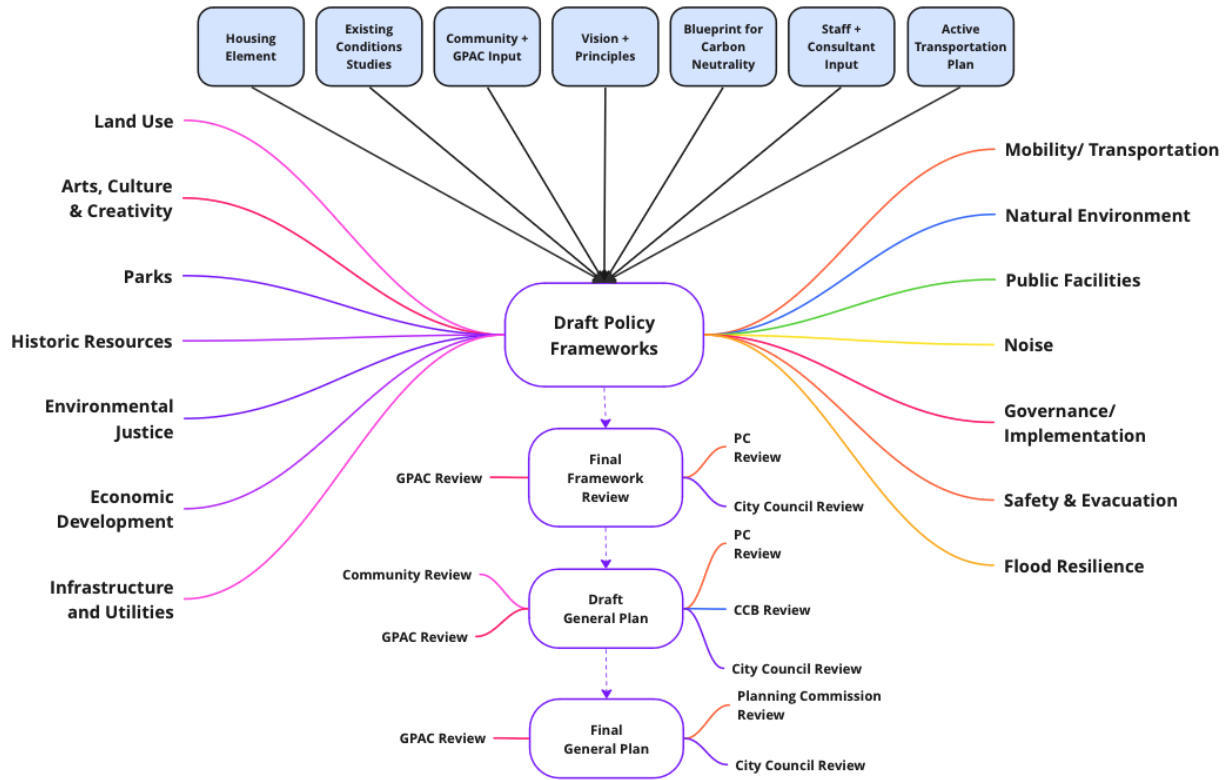 Housing
Element
Existing
Conditions
Studies
Community +
GPAC Input
Vision +
Principles
Blueprint for
Carbon
Neutrality
Staff +
Consultant
Input
Active
Transportation
Plan
Land Use
Arts, Culture
& Creativity
Parks
Historic Resources
Environmental
Justice
Economic
Development
Infrastructure
and Utilities
Draft Policy
Frameworks
Mobility/ Transportation
Natural Environment
Public Facilities
Noise
Governance/
Implementation
Safety & Evacuation
Flood Resilience
GPAC Review
Final
Framework
Review
PC
Review
City Council Review
Community Review
GPAC Review
Draft
General Plan
PC
Review
CCB Review
City Council Review
GPAC Review
Final
General Plan
Planning Commission
Review
City Council Review